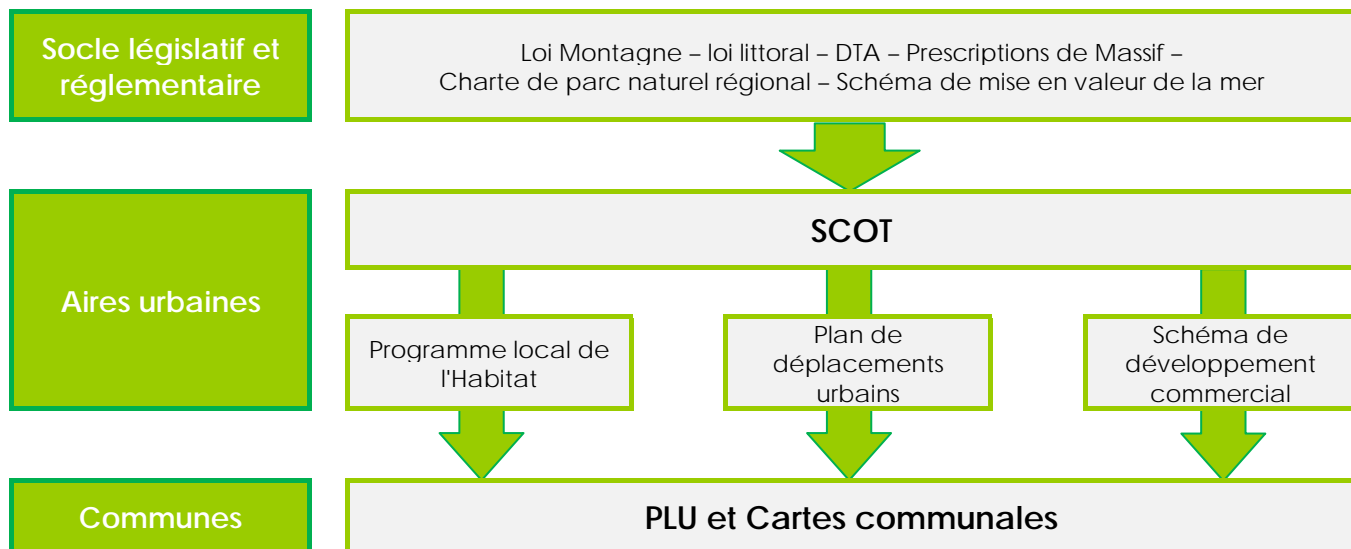 Socle législatif et
réglementaire
Loi Montagne – loi littoral – DTA – Prescriptions de Massif –
Charte de parc naturel régional – Schéma de mise en valeur de la mer
Aires urbaines
SCOT
Programme local de
l'Habitat
Plan de
déplacements
urbains
Schéma de
développement
commercial
Communes
PLU et Cartes communales